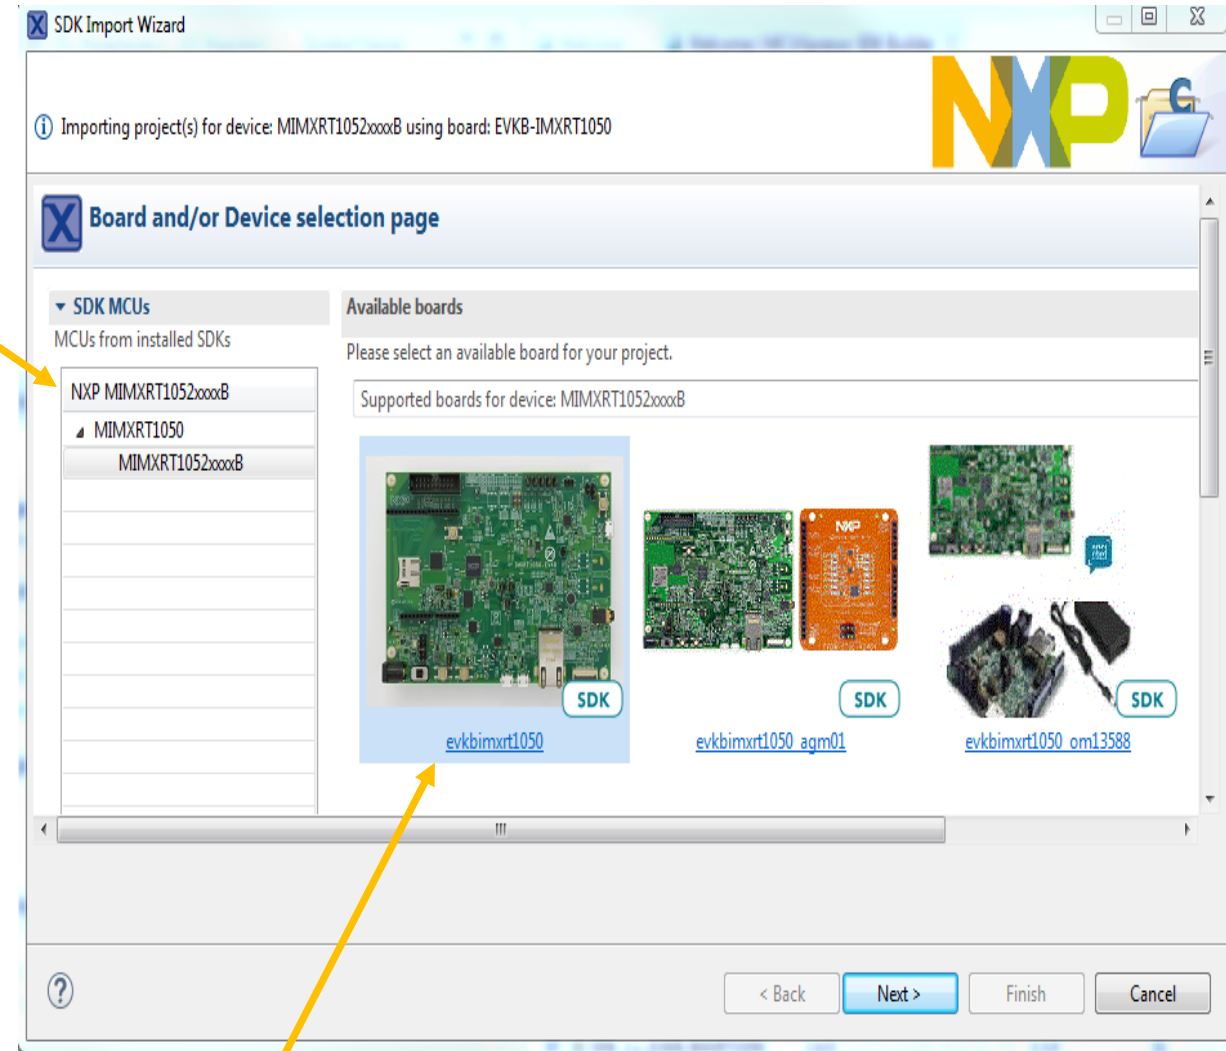 SDK Import Wizard
Importing project(s) for device: MIMXRT1052xxxxB using board: EVKB-IMXRT1050
NXP
Board and/or Device selection page
SDK MCUs
MCUs from installed SDKs
NXP MIMXRT1052xxxxB
MIMXRT1050
MIMXRT1052xxxxB
Available boards
Please select an available board for your project.
Supported boards for device: MIMXRT1052xxxxB
NXP
SDK
SDK
SDK
evkbimxrt1050
evkbimxrt1050_agm01
evkbimxrt1050_om13588
< Back
Next >
Finish
Cancel